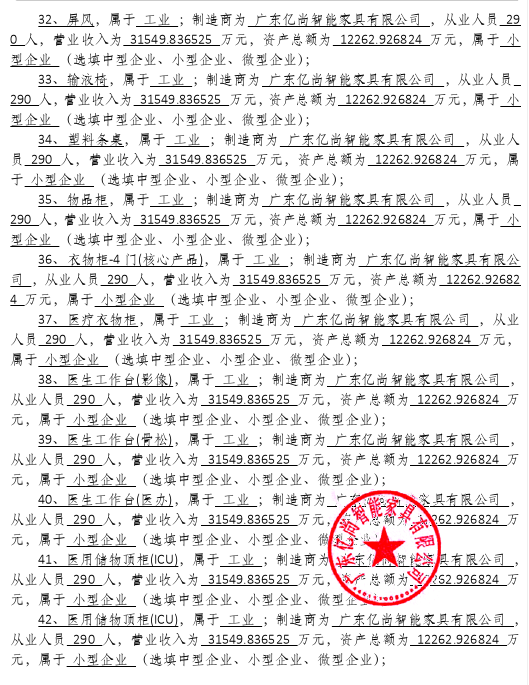 32、屏风，属于 工业 ；制造商为 广东亿尚智能家具有限公司 ，从业人员 29
0 人，营业收入为 31549.836525 万元，资产总额为 12262.926824 万元，属于 小
型企业 （选填中型企业、小型企业、微型企业）；
33、输液椅，属于 工业 ；制造商为 广东亿尚智能家具有限公司 ，从业人员
290 人，营业收入为 31549.836525 万元，资产总额为 12262.926824 万元，属于 小
型企业 （选填中型企业、小型企业、微型企业）；
34、塑料条桌，属于 工业 ；制造商为 广东亿尚智能家具有限公司 ，从业人
员 290 人，营业收入为 31549.836525 万元，资产总额为 12262.926824 万元，属
于 小型企业 （选填中型企业、小型企业、微型企业）；
35、物品柜，属于 工业 ；制造商为 广东亿尚智能家具有限公司 ，从业人员
290 人，营业收入为 31549.836525 万元，资产总额为 12262.926824 万元，属于 小
型企业 （选填中型企业、小型企业、微型企业）；
36、衣物柜-4 门(核心产品)，属于 工业 ；制造商为 广东亿尚智能家具有限公
司 ，从业人员 290 人，营业收入为 31549.836525 万元，资产总额为 12262.92682
4 万元，属于 小型企业 （选填中型企业、小型企业、微型企业）；
37、医疗衣物柜，属于 工业 ；制造商为 广东亿尚智能家具有限公司 ，从业
人员 290 人，营业收入为 31549.836525 万元，资产总额为 12262.926824 万元，
属于 小型企业 （选填中型企业、小型企业、微型企业）；
38、医生工作台(影像)，属于 工业 ；制造商为 广东亿尚智能家具有限公司 ，
从业人员 290 人，营业收入为 31549.836525 万元，资产总额为 12262.926824 万
元，属于 小型企业 （选填中型企业、小型企业、微型企业）；
39、医生工作台(骨松)，属于 工业 ；制造商为 广东亿尚智能家具有限公司 ，
从业人员 290 人，营业收入为 31549.836525 万元，资产总额为 12262.926824 万
元，属于 小型企业 （选填中型企业、小型企业、微型企业）；
40、医生工作台(医办)，属于 工业 ；制造商为 广东亿尚智能家具有限公司 ，
从业人员 290 人，营业收入为 31549.836525 万元，资产总额为 12262.926824 万
元，属于 小型企业 （选填中型企业、小型企业、微型企业）；
41、医用储物顶柜(ICU)，属于 工业 ；制造商为 广东亿尚智能家具有限公司 ，
从业人员 290 人，营业收入为 31549.836525 万元，资产总额为 12262.926824 万
元，属于 小型企业 （选填中型企业、小型企业、微型企业）；
42、医用储物顶柜(ICU)，属于 工业 ；制造商为 广东亿尚智能家具有限公司 ，
从业人员 290 人，营业收入为 31549.836525 万元，资产总额为 12262.926824 万
元，属于 小型企业 （选填中型企业、小型企业、微型企业）；
广东亿尚智能家具有限公司